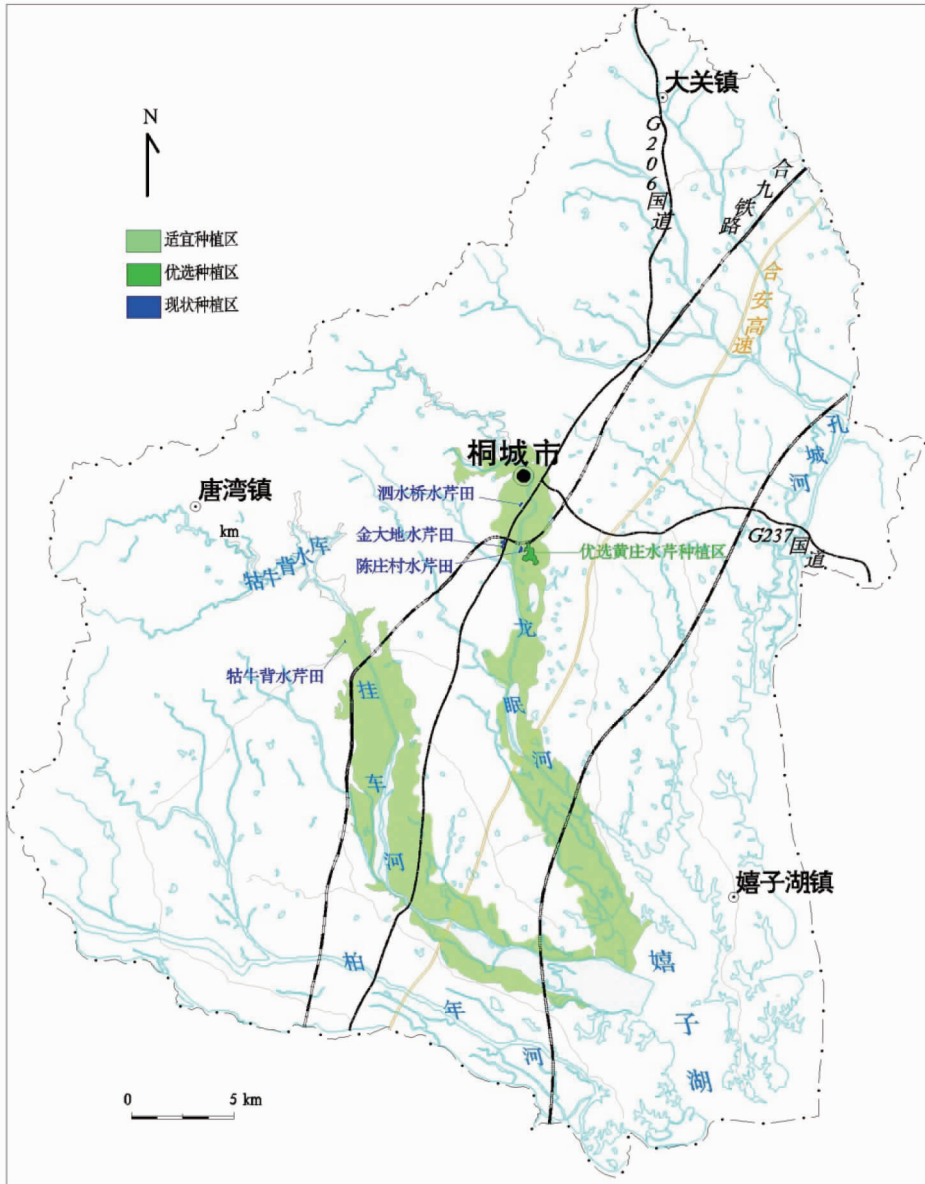 大关镇
N
G206国道
合九铁路
适宜种植区
优选种植区
现状种植区
合安高速
孔城河
桐城市
唐湾镇
泗水桥水芹田
km
金大地水芹田
G237国道
陈庄村水芹田
优选黄庄水芹种植区
牯牛背水库
龙眠河
牯牛背水芹田
挂车河
嬉子湖镇
柏年河
嬉子湖
0 5 km